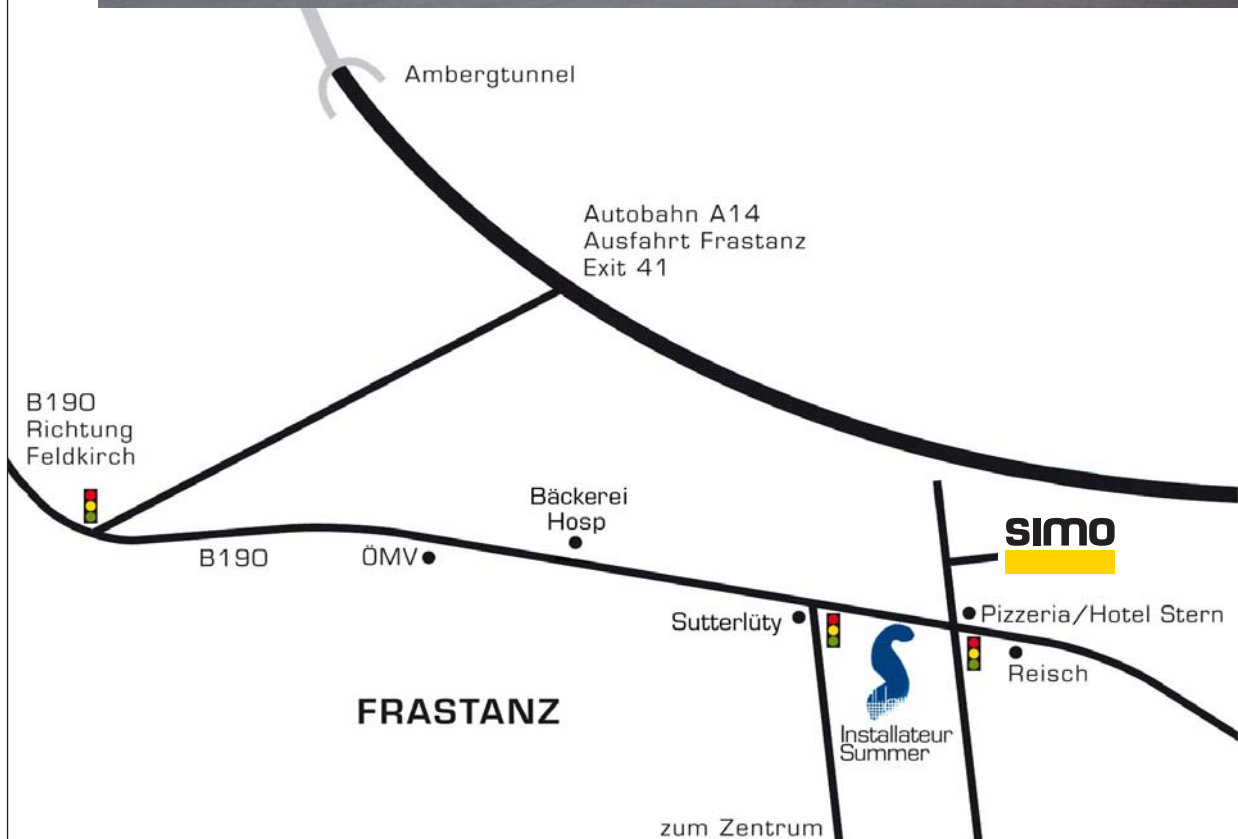 Ambergtunnel
Autobahn A14
Ausfahrt Frastanz
Exit 41
B190
Richtung
Feldkirch
Bäckerei
Hosp
simo
B190
ÖMV
Sutterlüty
Pizzeria/Hotel Stern
Reisch
FRASTANZ
Installateur
Summer
zum Zentrum